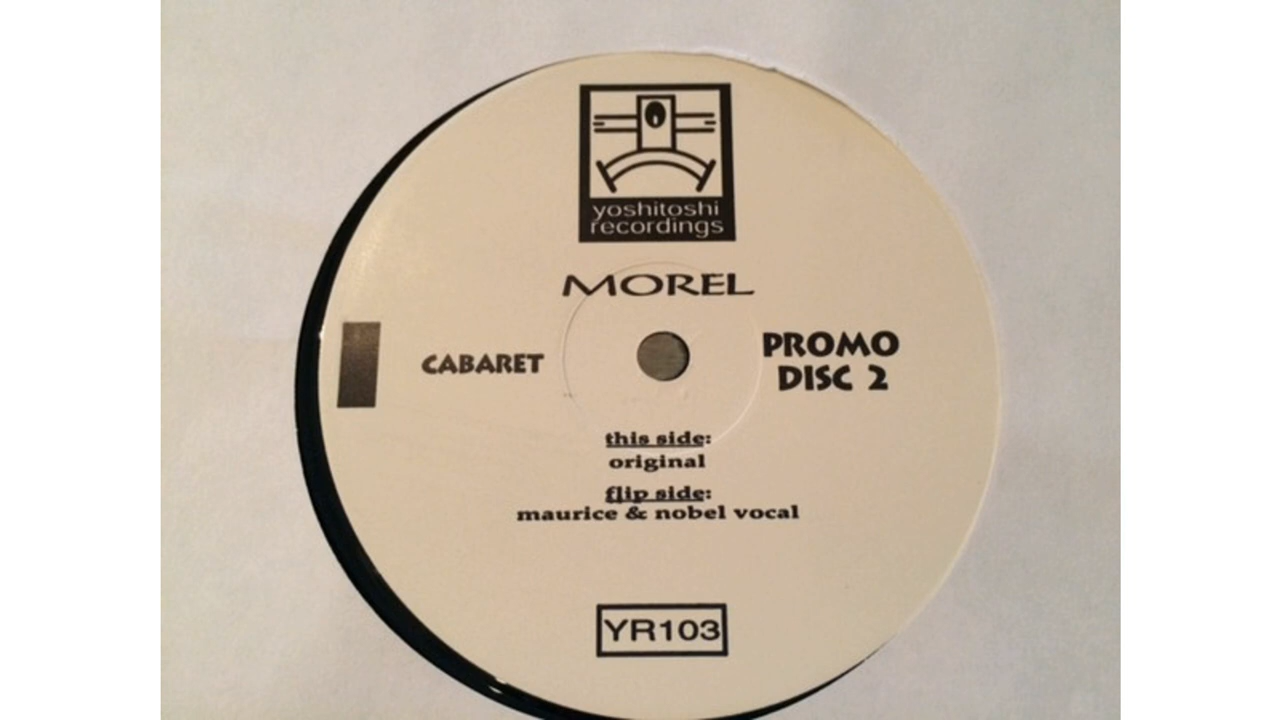 yoshitoshi
recordings
MOREL
CABARET
PROMO
DISC 2
this side:
original
flip side:
maurice & nobel vocal
YR103